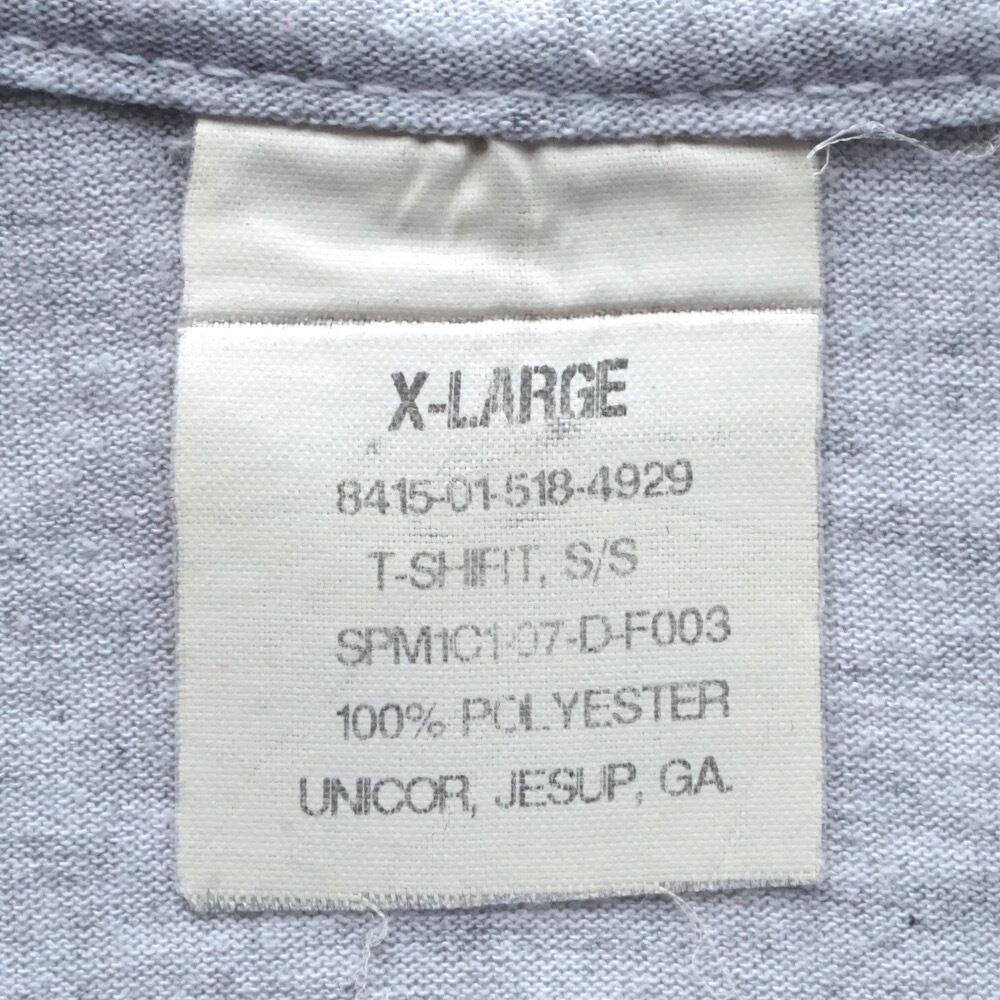 X-LARGE
8415-01-518-4929
T-SHIRT, S/S
SPM1C1-07-D-F003
100% POLYESTER
UNICOR, JESUP, GA.